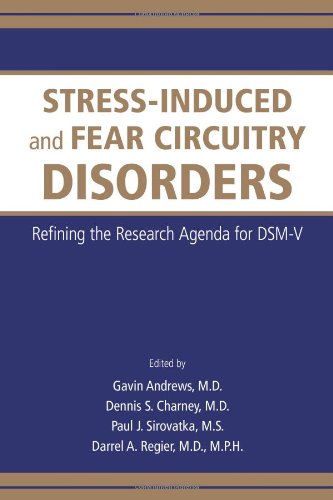 STRESS-INDUCED
and FEAR CIRCUITRY
DISORDERS
Refining the Research Agenda for DSM-V
Edited by
Gavin Andrews, M.D.
Dennis S. Charney, M.D.
Paul J. Sirovatka, M.S.
Darrel A. Regier, M.D., M.P.H.